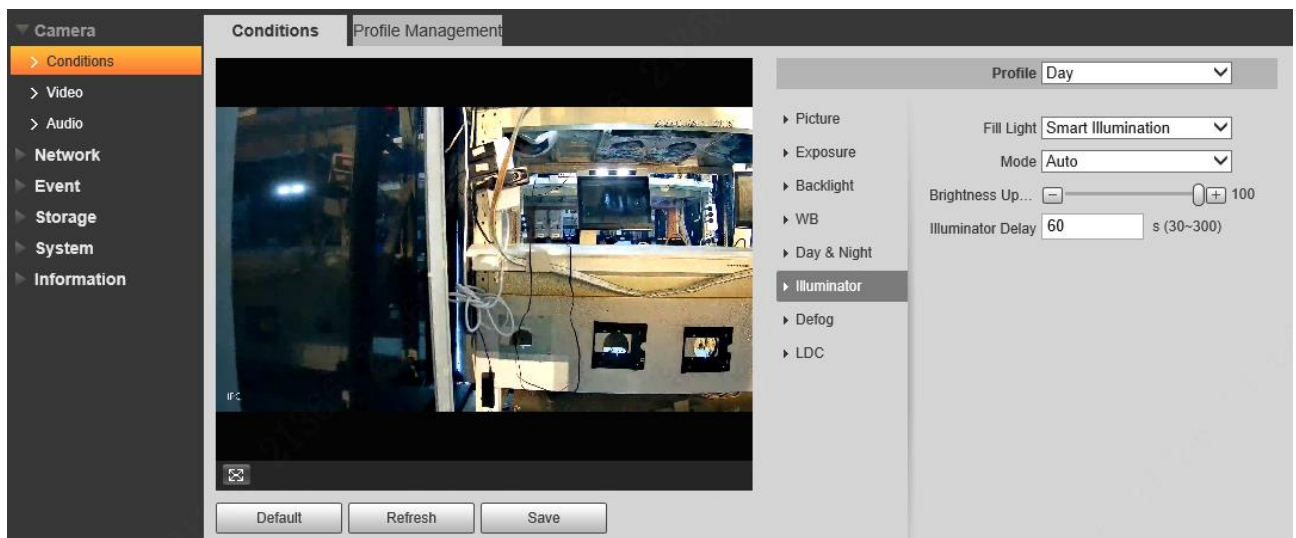 Camera
Conditions
Video
Audio
Network
Event
Storage
System
Information
Conditions
Profile Management
IPC
Default
Refresh
Save
Profile Day
Picture
Exposure
Backlight
WB
Day & Night
Illuminator
Defog
LDC
Fill Light Smart Illumination
Mode Auto
Brightness Up... 100
Illuminator Delay 60 s (30~300)